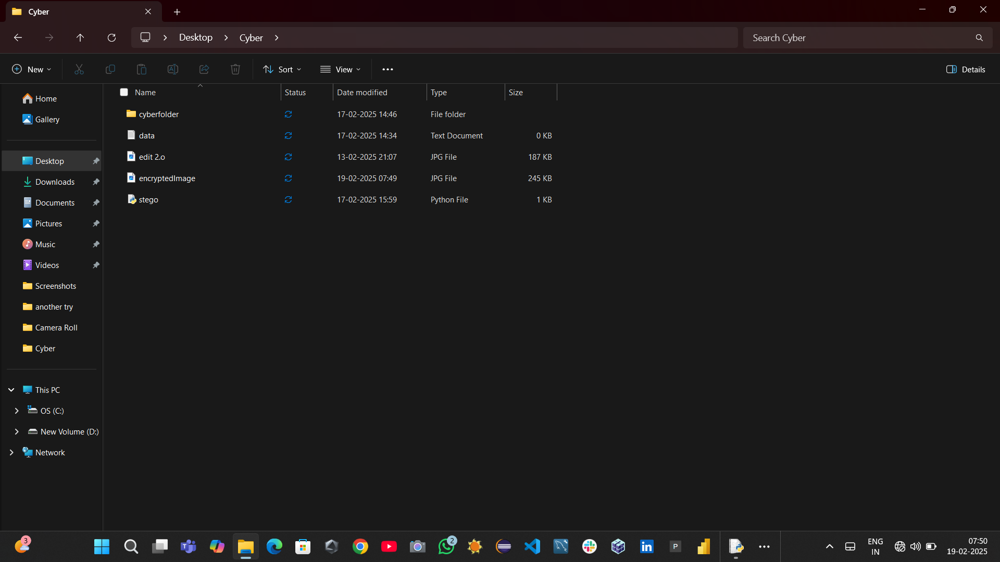 Cyber
Desktop
Cyber
Search Cyber
New
Sort
View
Details
Name
Status
Date modified
Type
Size
cyberfolder
17-02-2025 14:46
File folder
data
17-02-2025 14:34
Text Document
0 KB
edit 2.o
13-02-2025 21:07
JPG File
187 KB
encryptedImage
19-02-2025 07:49
JPG File
245 KB
stego
17-02-2025 15:59
Python File
1 KB
Home
Gallery
Desktop
Downloads
Documents
Pictures
Music
Videos
Screenshots
another try
Camera Roll
Cyber
This PC
OS (C:)
New Volume (D:)
Network
3
2
P
ENG
IN
07:50
19-02-2025